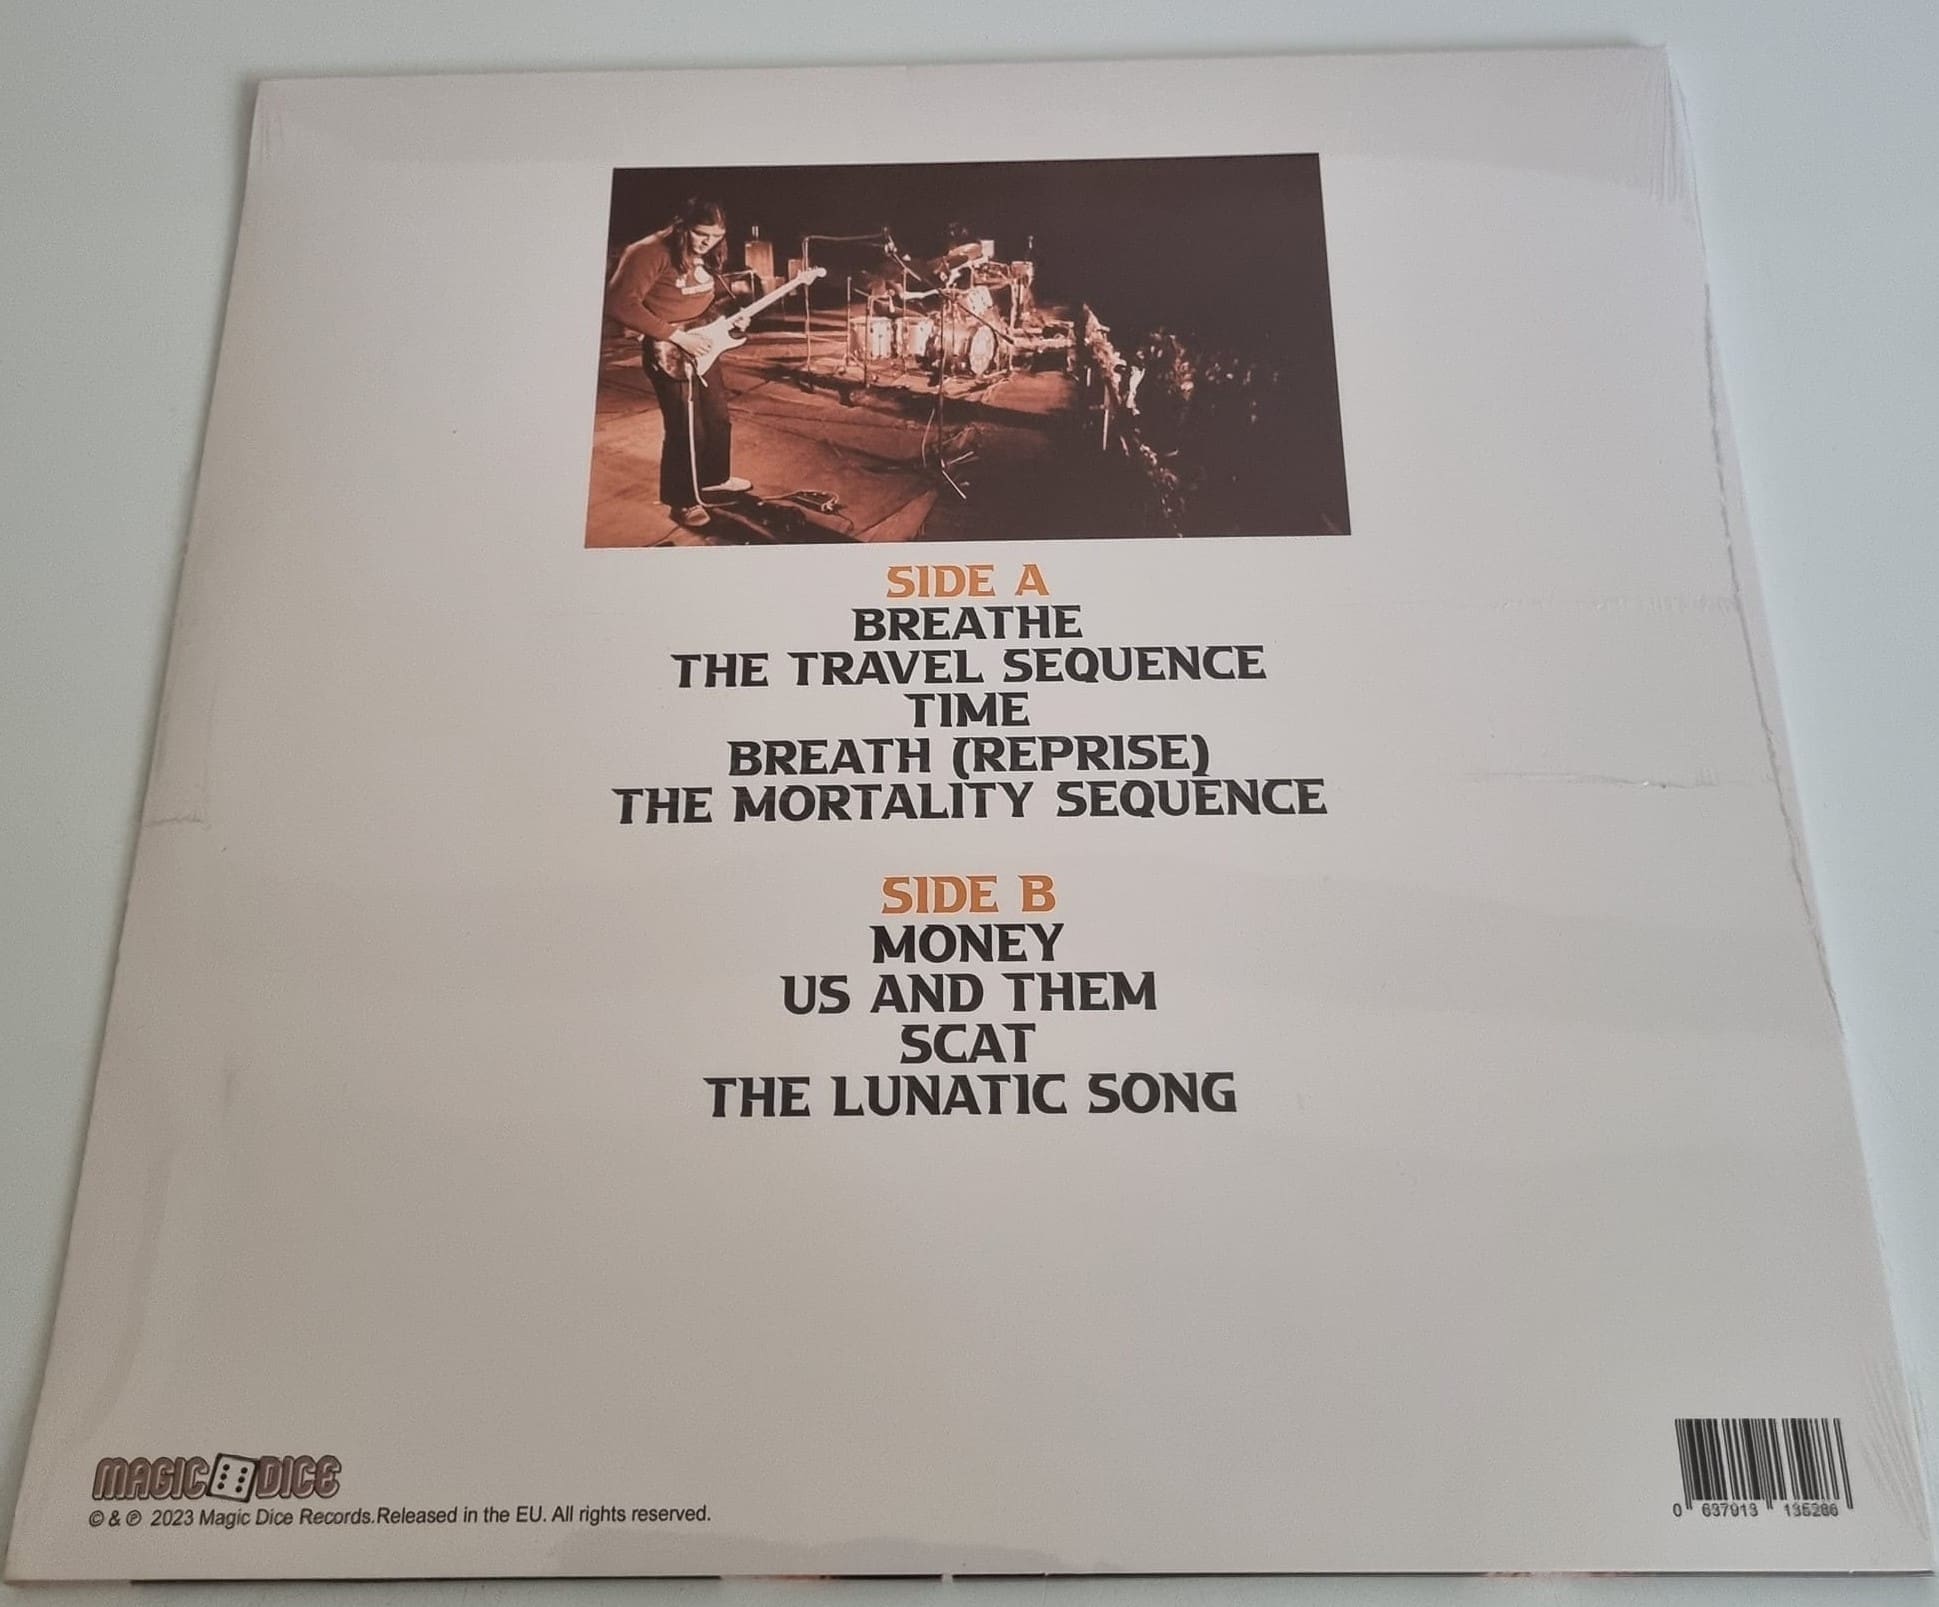 SIDE A
BREATHE
THE TRAVEL SEQUENCE
TIME
BREATH (REPRISE)
THE MORTALITY SEQUENCE
SIDE B
MONEY
US AND THEM
SCAT
THE LUNATIC SONG
MAGIC DICE
© & ℗ 2023 Magic Dice Records.Released in the EU. All rights reserved.
0 637913 135286